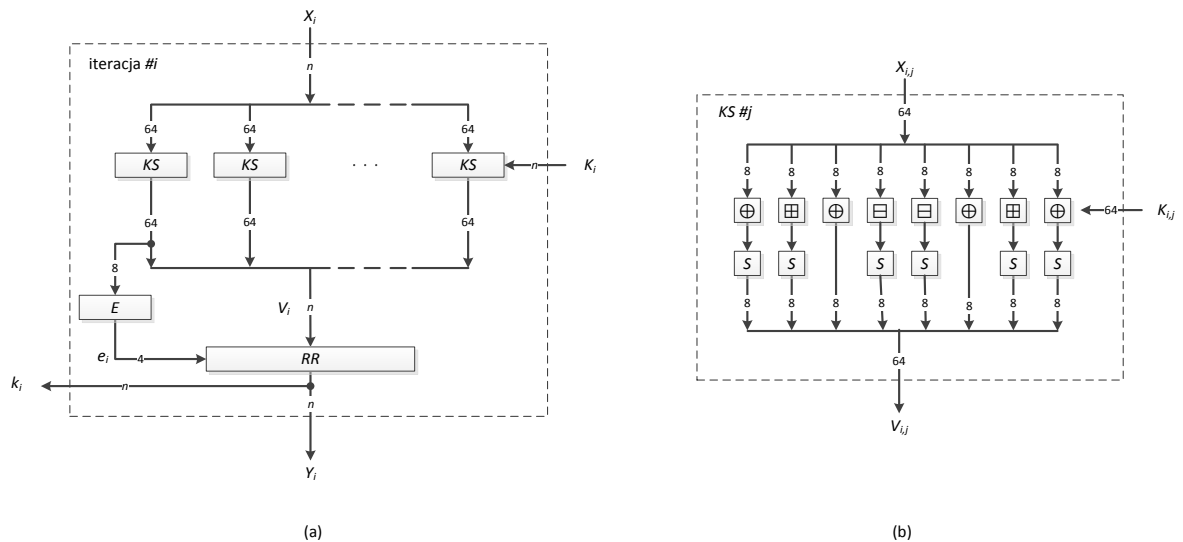 X_i
iteracja #i
n
64 64 64
KS KS · · · KS n K_i
64 64 64
8
E V_i n
e_i 4 RR
k_i n
n
Y_i
(a)
X_{i,j}
KS #j
64
8 8 8 8 8 8 8 8
64 K_{i,j}
S S S S S S
8 8 8 8 8 8 8 8
64
V_{i,j}
(b)